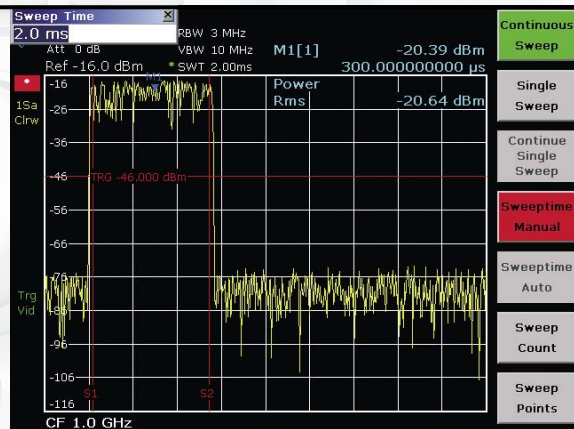 Sweep Time
2.0 ms
RBW 3 MHz
Att 0 dB
VBW 10 MHz
M1[1]
-20.39 dBm
Ref -16.0 dBm
* SWT 2.00ms
300.000000000 µs
*
1Sa
Clrw
M1
Power
Rms
-20.64 dBm
-16
-26
-36
-46
TRG -46.000 dBm
-56
-66
-76
-86
-96
-106
-116
Trg
Vid
S1
S2
CF 1.0 GHz
Continuous
Sweep
Single
Sweep
Continue
Single
Sweep
Sweeptime
Manual
Sweeptime
Auto
Sweep
Count
Sweep
Points